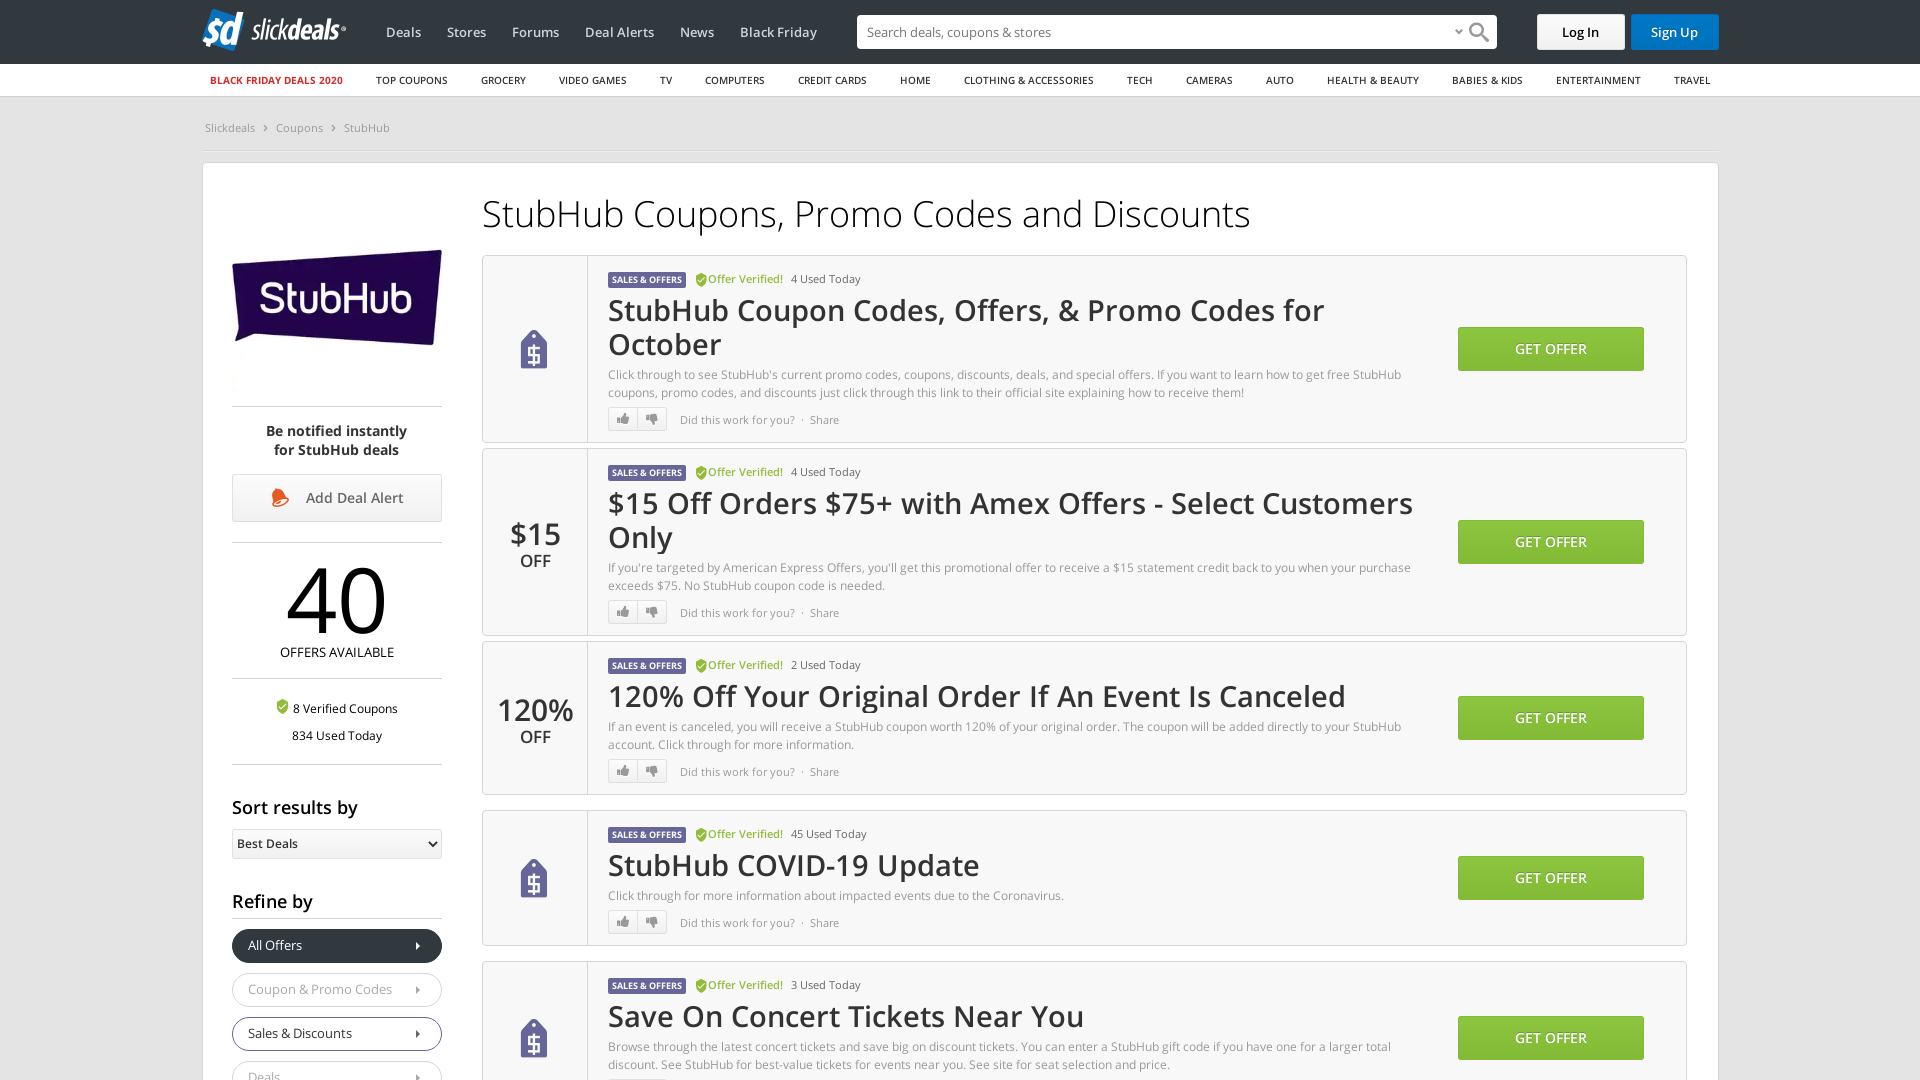 sd slickdeals
Deals Stores Forums Deal Alerts News Black Friday Search deals, coupons & stores Log In Sign Up
BLACK FRIDAY DEALS 2020 TOP COUPONS GROCERY VIDEO GAMES TV COMPUTERS CREDIT CARDS HOME CLOTHING & ACCESSORIES TECH CAMERAS AUTO HEALTH & BEAUTY BABIES & KIDS ENTERTAINMENT TRAVEL
Slickdeals > Coupons > StubHub
StubHub
Be notified instantly
for StubHub deals
Add Deal Alert
40
OFFERS AVAILABLE
8 Verified Coupons
834 Used Today
Sort results by
Best Deals
Refine by
All Offers
Coupon & Promo Codes
Sales & Discounts
Deals
StubHub Coupons, Promo Codes and Discounts
SALES & OFFERS Offer Verified! 4 Used Today
StubHub Coupon Codes, Offers, & Promo Codes for
October
Click through to see StubHub's current promo codes, coupons, discounts, deals, and special offers. If you want to learn how to get free StubHub
coupons, promo codes, and discounts just click through this link to their official site explaining how to receive them!
Did this work for you? · Share
GET OFFER
$15
OFF
SALES & OFFERS Offer Verified! 4 Used Today
$15 Off Orders $75+ with Amex Offers - Select Customers
Only
If you're targeted by American Express Offers, you'll get this promotional offer to receive a $15 statement credit back to you when your purchase
exceeds $75. No StubHub coupon code is needed.
Did this work for you? · Share
GET OFFER
120%
OFF
SALES & OFFERS Offer Verified! 2 Used Today
120% Off Your Original Order If An Event Is Canceled
If an event is canceled, you will receive a StubHub coupon worth 120% of your original order. The coupon will be added directly to your StubHub
account. Click through for more information.
Did this work for you? · Share
GET OFFER
SALES & OFFERS Offer Verified! 45 Used Today
StubHub COVID-19 Update
Click through for more information about impacted events due to the Coronavirus.
Did this work for you? · Share
GET OFFER
SALES & OFFERS Offer Verified! 3 Used Today
Save On Concert Tickets Near You
Browse through the latest concert tickets and save big on discount tickets. You can enter a StubHub gift code if you have one for a larger total
discount. See StubHub for best-value tickets for events near you. See site for seat selection and price.
GET OFFER